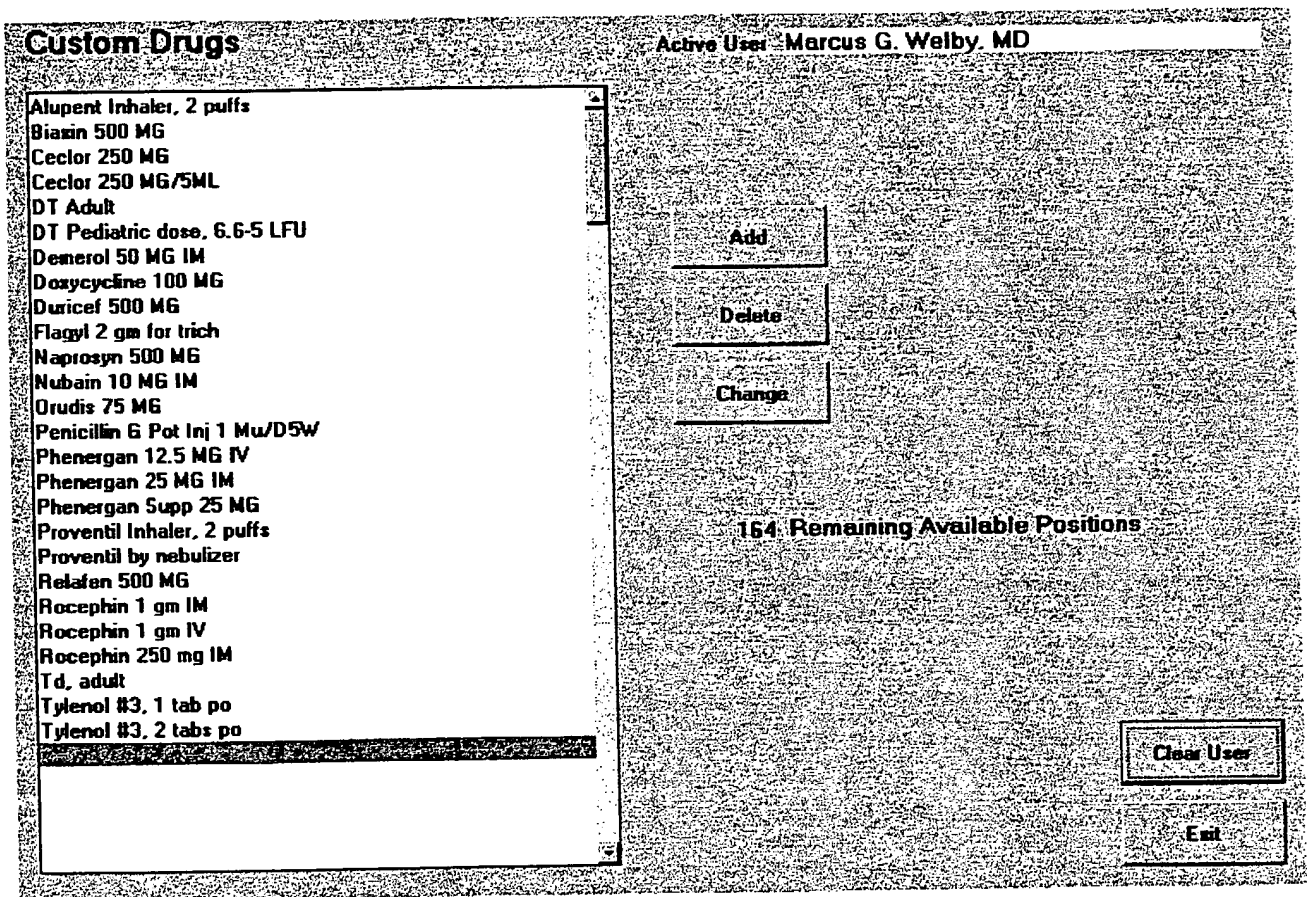 Custom Drugs
Active User Marcus G. Welby, MD
Alupent Inhaler, 2 puffs
Biaxin 500 MG
Ceclor 250 MG
Ceclor 250 MG/5ML
DT Adult
DT Pediatric dose, 6.6-5 LFU
Demerol 50 MG IM
Doxycycline 100 MG
Duricef 500 MG
Flagyl 2 gm for trich
Naprosyn 500 MG
Nubain 10 MG IM
Orudis 75 MG
Penicillin G Pot Inj 1 Mu/D5W
Phenergan 12.5 MG IV
Phenergan 25 MG IM
Phenergan Supp 25 MG
Proventil Inhaler, 2 puffs
Proventil by nebulizer
Relafen 500 MG
Rocephin 1 gm IM
Rocephin 1 gm IV
Rocephin 250 mg IM
Td, adult
Tylenol #3, 1 tab po
Tylenol #3, 2 tabs po
Add
Delete
Change
164 Remaining Available Positions
Clear User
Exit